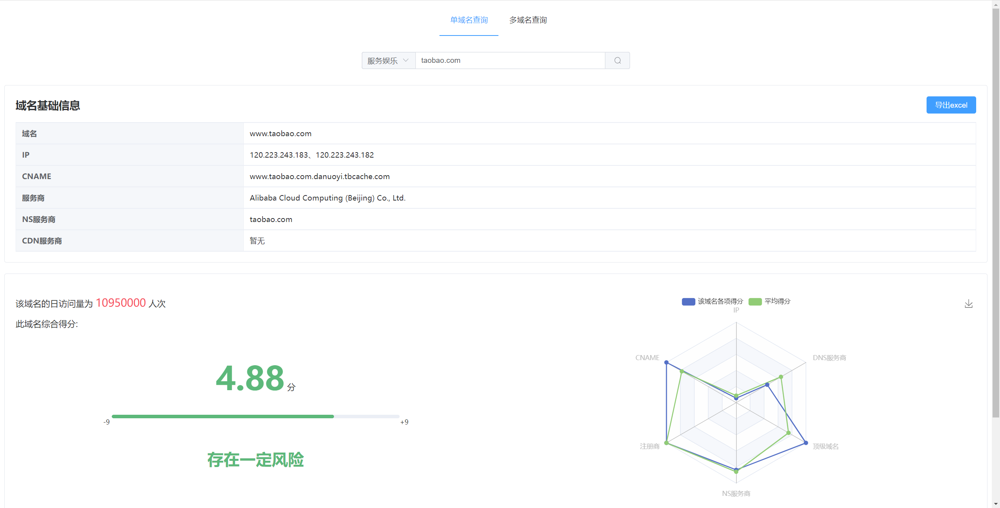 单域名查询 多域名查询
服务娱乐 taobao.com
域名基础信息 导出excel
域名 www.taobao.com
IP 120.223.243.183、120.223.243.182
CNAME www.taobao.com.danuoyi.tbcache.com
服务商 Alibaba Cloud Computing (Beijing) Co., Ltd.
NS服务商 taobao.com
CDN服务商 暂无
该域名的日访问量为 10950000 人次
此域名综合得分:
4.88 分
-9 +9
存在一定风险
该域名各项得分 平均得分
IP
CNAME DNS服务商
注册商 顶级域名
NS服务商